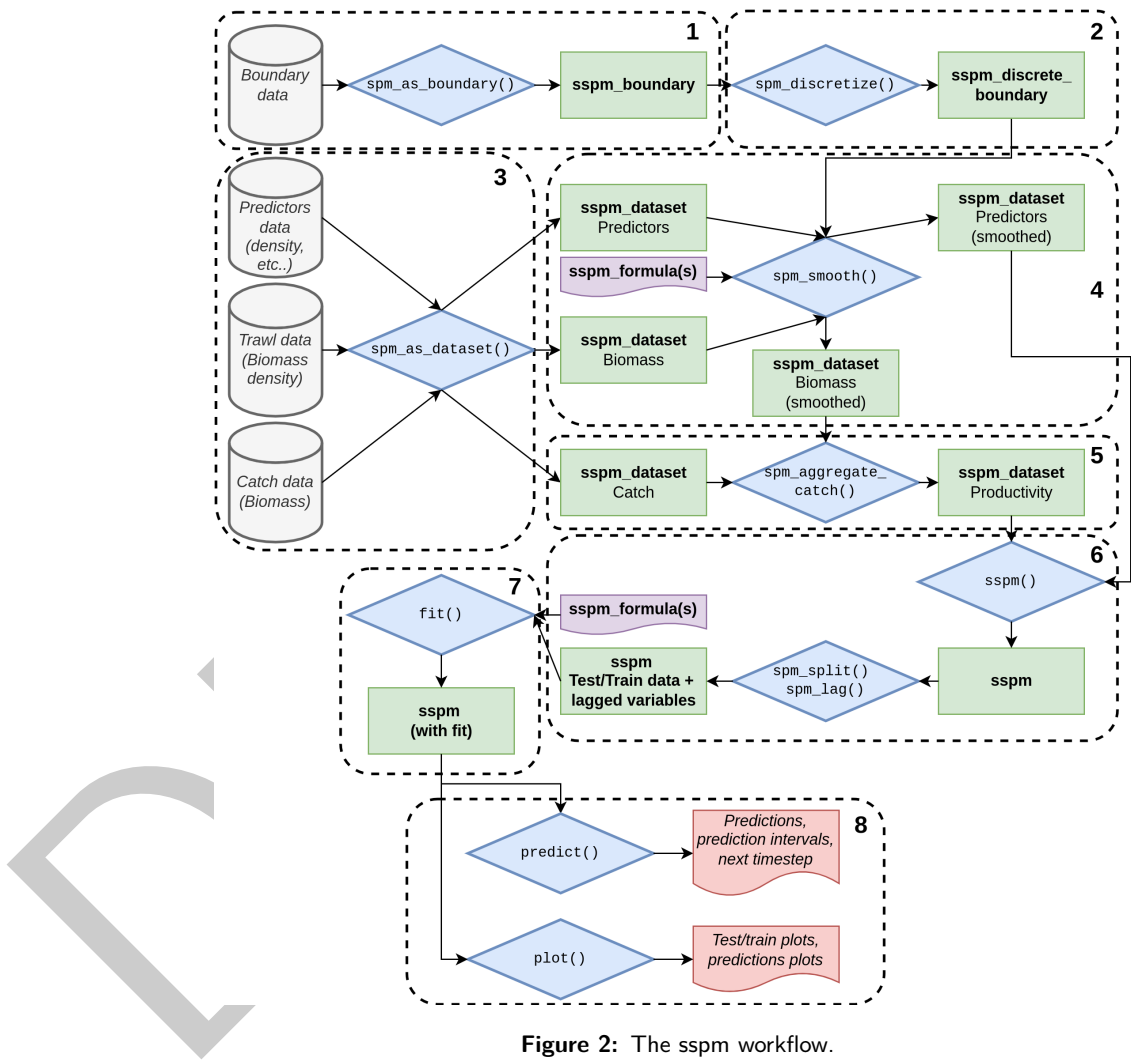 1
Boundary
data
spm_as_boundary()
sspm_boundary
2
spm_discretize()
sspm_discrete_
boundary
3
Predictors
data
(density,
etc..)
Trawl data
(Biomass
density)
Catch data
(Biomass)
spm_as_dataset()
4
sspm_dataset
Predictors
sspm_formula(s)
sspm_dataset
Biomass
spm_smooth()
sspm_dataset
Predictors
(smoothed)
sspm_dataset
Biomass
(smoothed)
5
sspm_dataset
Catch
spm_aggregate_
catch()
sspm_dataset
Productivity
6
sspm()
sspm
spm_split()
spm_lag()
sspm_formula(s)
sspm
Test/Train data +
lagged variables
7
fit()
sspm
(with fit)
8
predict()
Predictions,
prediction intervals,
next timestep
plot()
Test/train plots,
predictions plots
Figure 2: The sspm workflow.